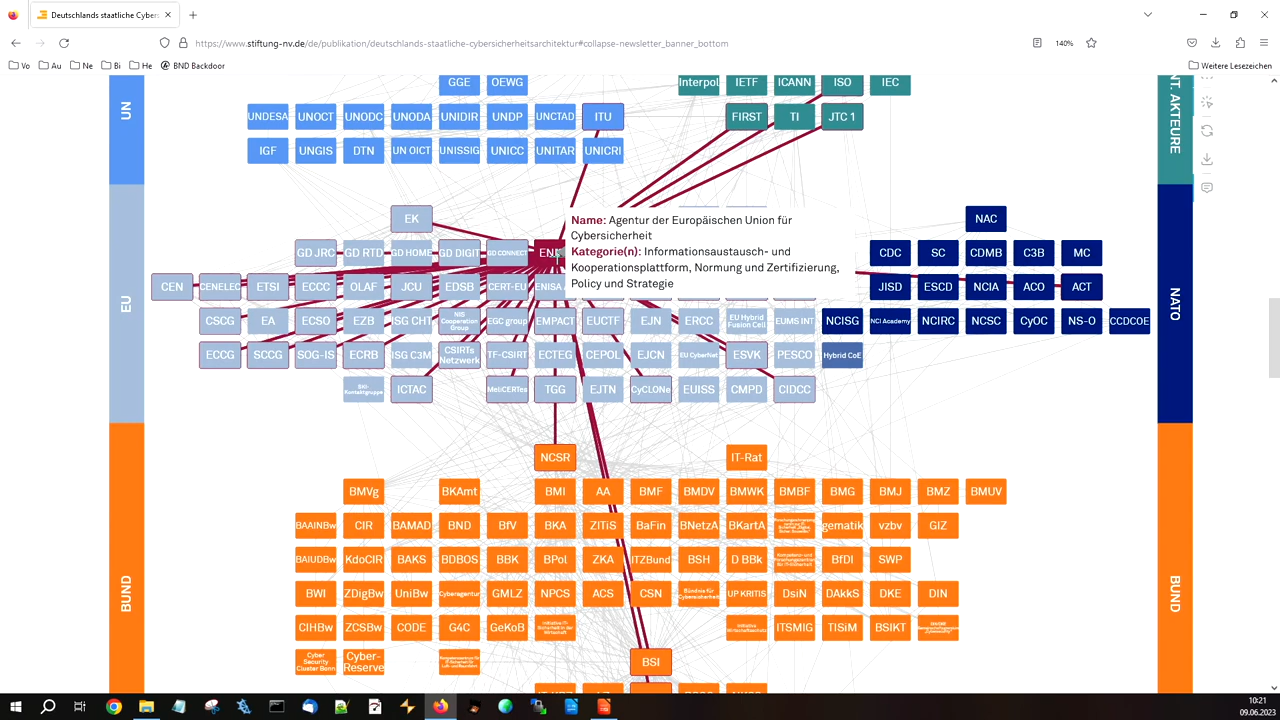 Deutschlands staatliche Cyber
https://www.stiftung-nv.de/de/publikation/deutschlands-staatliche-cybersicherheitsarchitektur#collapse-newsletter_banner_bottom
140%
Vo Au Ne Bi He BND Backdoor Weitere Lesezeichen
GGE OEWG Interpol IETF ICANN ISO IEC
UN
UNDESA UNOCT UNODC UNODA UNIDIR UNDP UNCTAD ITU FIRST TI JTC 1
NT. AKTEURE
IGF UNGIS DTN UN OICT UNISSIG UNICC UNITAR UNICRI
EK NAC
Name: Agentur der Europäischen Union für
Cybersicherheit
Kategorie(n): Informationsaustausch- und
Kooperationsplattform, Normung und Zertifizierung,
Policy und Strategie
GD JRC GD RTD GD HOME GD DIGIT GD CONNECT CDC SC CDMB C3B MC
CEN CENELEC ETSI ECCC OLAF JCU EDSB CERT-EU ENISA JISD ESCD NCIA ACO ACT
EU
NATO
CSCG EA ECSO EZB ISG CHT NIS Cooperation Group EGC group EMPACT EUCTF EJN ERCC EU Hybrid Fusion Cell EUMS INT NCISG NCI Academy NCIRC NCSC CyOC NS-O CCDCOE
ECCG SCCG SOG-IS ECRB ISG C3M CSIRTs Netzwerk TF-CSIRT ECTEG CEPOL EJCN EU CyberNet ESVK PESCO Hybrid CoE
ICTAC MeliCERTes TGG EJTN CyCLONe EUISS CMPD CIDCC
NCSR IT-Rat
BMVg BKAmt BMI AA BMF BMDV BMWK BMBF BMG BMJ BMZ BMUV
BAAINBw CIR BAMAD BND BfV BKA ZITiS BaFin BNetzA BKartA gematik vzbv GIZ
BAIUDBw KdoCIR BAKS BDBOS BBK BPol ZKA ITZBund BSH D BBk BfDI SWP
BUND
BUND
BWI ZDigBw UniBw Cyberagentur GMLZ NPCS ACS CSN Bündnis für Cybersicherheit UP KRITIS DsiN DAkkS DKE DIN
CIHBw ZCSBw CODE G4C GeKoB ITSMIG TISiM BSIKT
Cyber Security Cluster Bonn Cyber-Reserve BSI
10:21
09.06.2023